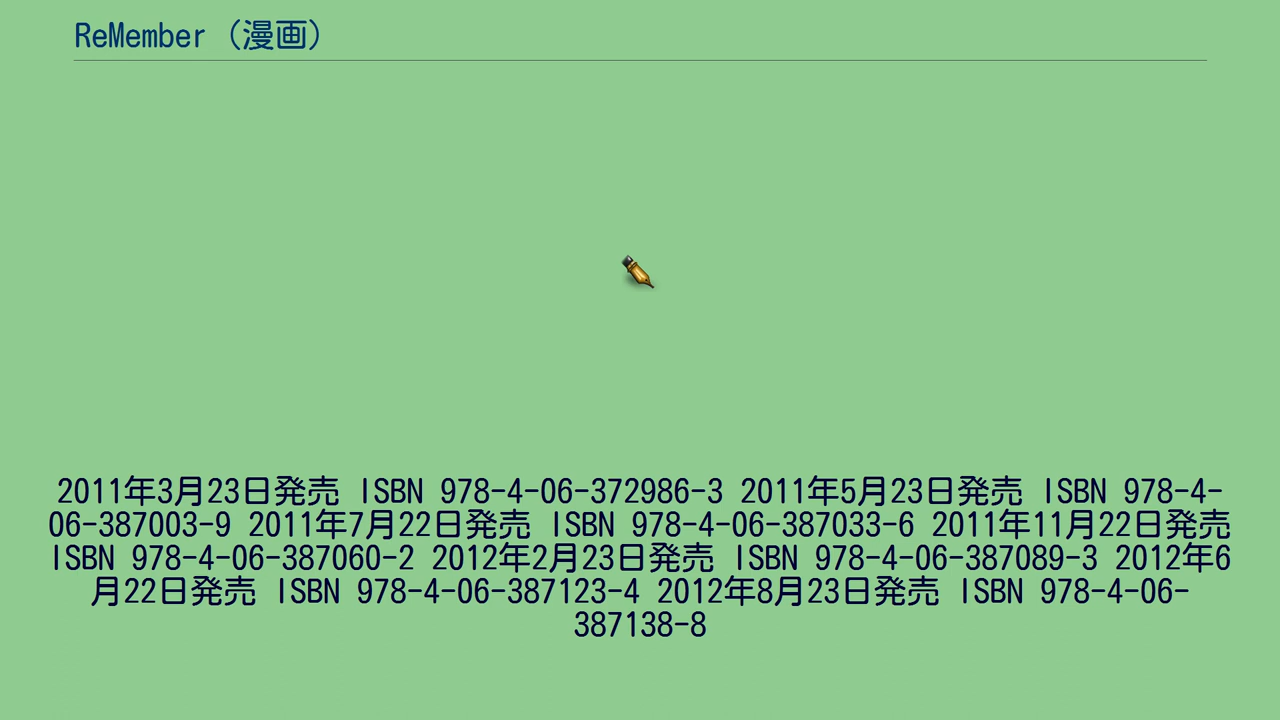 ReMember (漫画)
2011年3月23日発売 ISBN 978-4-06-372986-3 2011年5月23日発売 ISBN 978-4-
06-387003-9 2011年7月22日発売 ISBN 978-4-06-387033-6 2011年11月22日発売
ISBN 978-4-06-387060-2 2012年2月23日発売 ISBN 978-4-06-387089-3 2012年6
月22日発売 ISBN 978-4-06-387123-4 2012年8月23日発売 ISBN 978-4-06-
387138-8